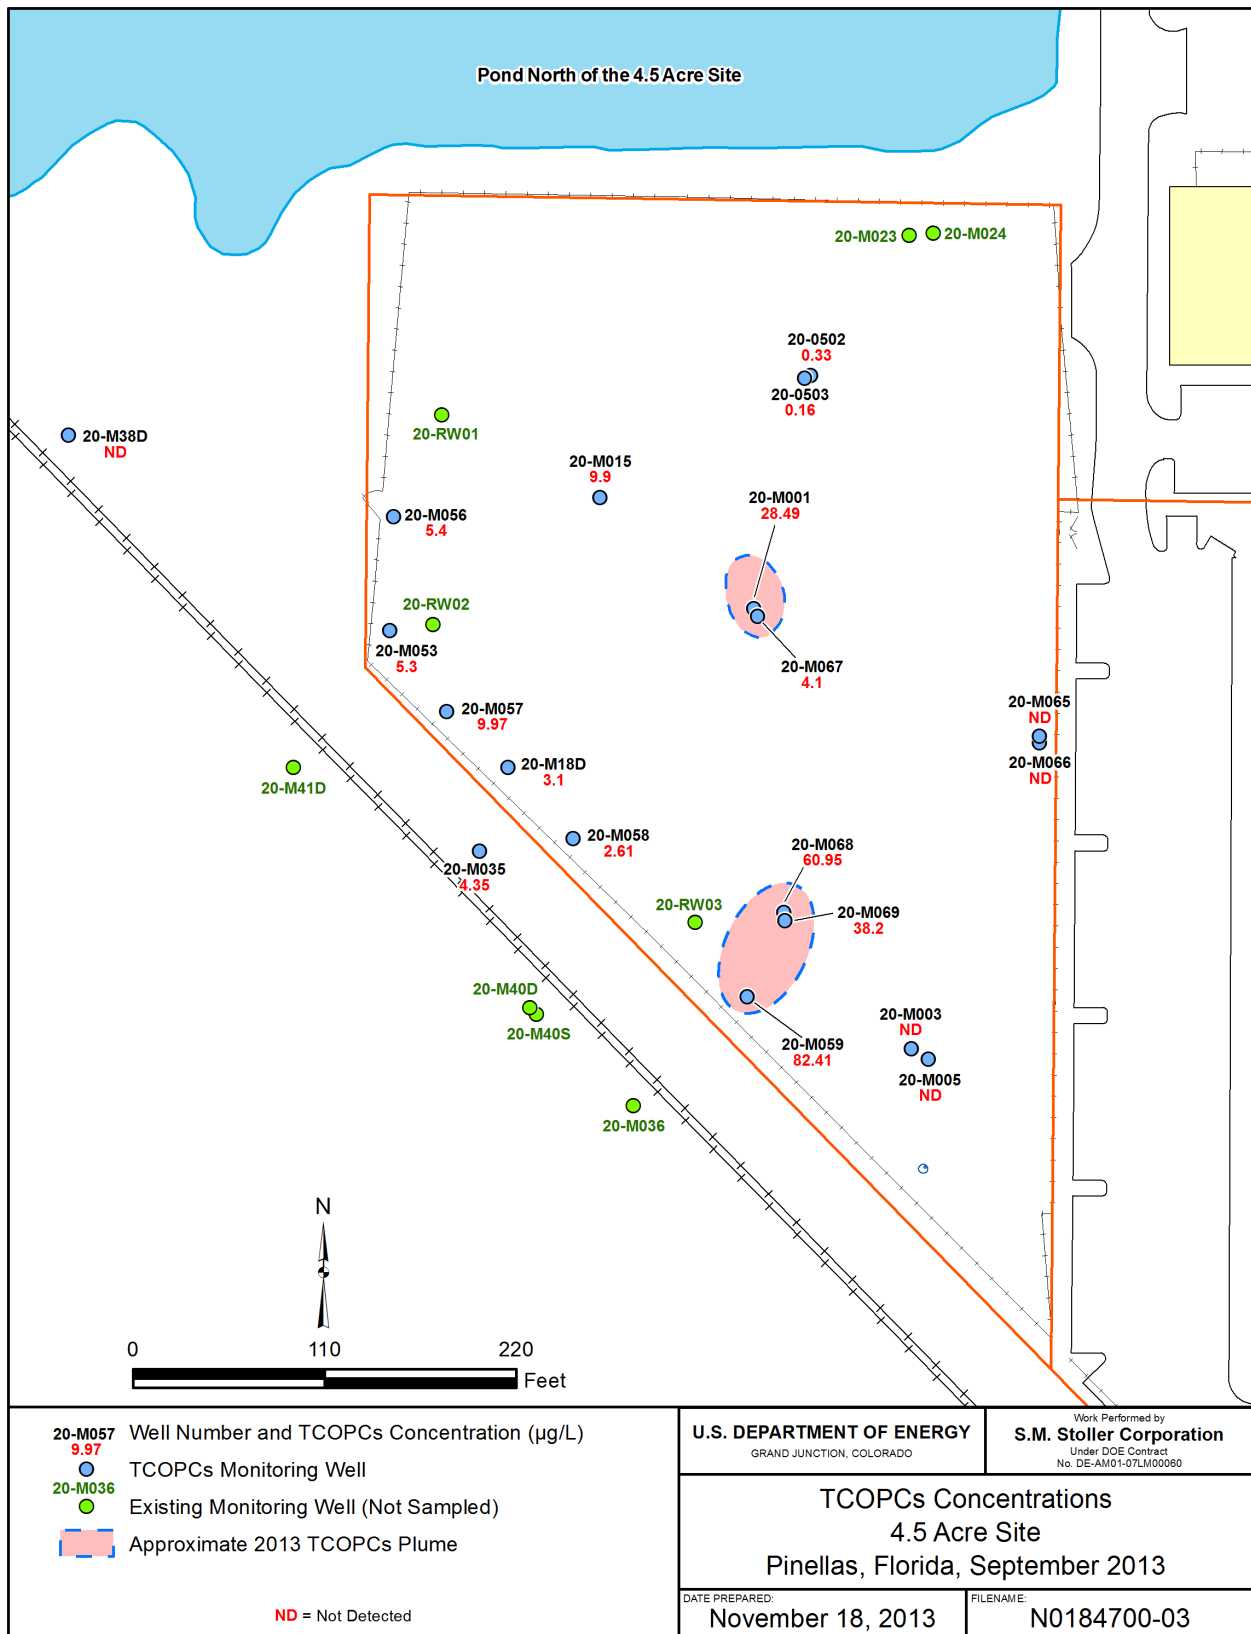 Pond North of the 4.5 Acre Site
20-M023
20-M024
20-0502
0.33
20-0503
0.16
20-RW01
20-M38D
ND
20-M015
9.9
20-M056
5.4
20-M001
28.49
20-RW02
20-M053
5.3
20-M067
4.1
20-M057
9.97
20-M065
ND
20-M066
ND
20-M18D
3.1
20-M41D
20-M058
2.61
20-M035
4.35
20-M068
60.95
20-RW03
20-M069
38.2
20-M40D
20-M40S
20-M003
ND
20-M059
82.41
20-M005
ND
20-M036
N
0 110 220
Feet
20-M057
9.97
Well Number and TCOPCs Concentration (µg/L)
TCOPCs Monitoring Well
20-M036
Existing Monitoring Well (Not Sampled)
Approximate 2013 TCOPCs Plume
ND = Not Detected
U.S. DEPARTMENT OF ENERGY
GRAND JUNCTION, COLORADO
Work Performed by
S.M. Stoller Corporation
Under DOE Contract
No. DE-AM01-07LM00060
TCOPCs Concentrations
4.5 Acre Site
Pinellas, Florida, September 2013
DATE PREPARED:
November 18, 2013
FILENAME:
N0184700-03